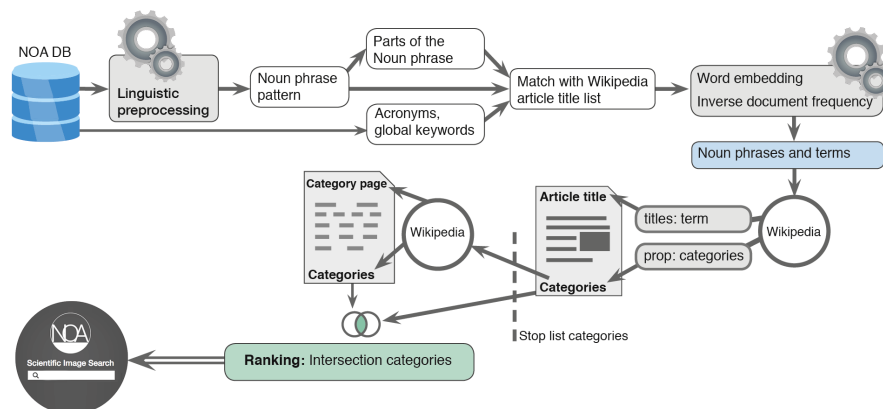 NOA DB
Linguistic
preprocessing
Noun phrase
pattern
Parts of the
Noun phrase
Acronyms,
global keywords
Match with Wikipedia
article title list
Word embedding
Inverse document frequency
Noun phrases and terms
Wikipedia
titles: term
prop: categories
Article title
Categories
Stop list categories
Wikipedia
Category page
Categories
Ranking: Intersection categories
NOA
Scientific Image Search